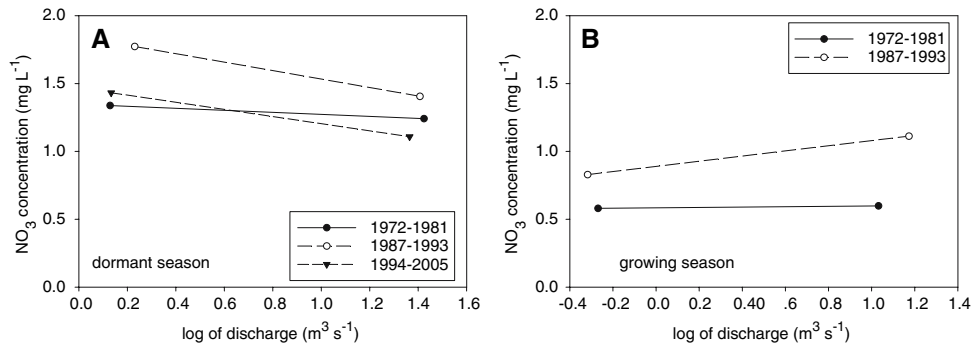 A
NO3 concentration (mg L-1)
2.0
1.5
1.0
0.5
0.0
1972-1981
1987-1993
1994-2005
dormant season
0.0 0.2 0.4 0.6 0.8 1.0 1.2 1.4 1.6
log of discharge (m3 s-1)
B
NO3 concentration (mg L-1)
2.0
1.5
1.0
0.5
0.0
1972-1981
1987-1993
growing season
-0.4 -.2 0.0 0.2 0.4 .6 0.8 1.0 1.2 1.4
log of discharge (m3 s-1)